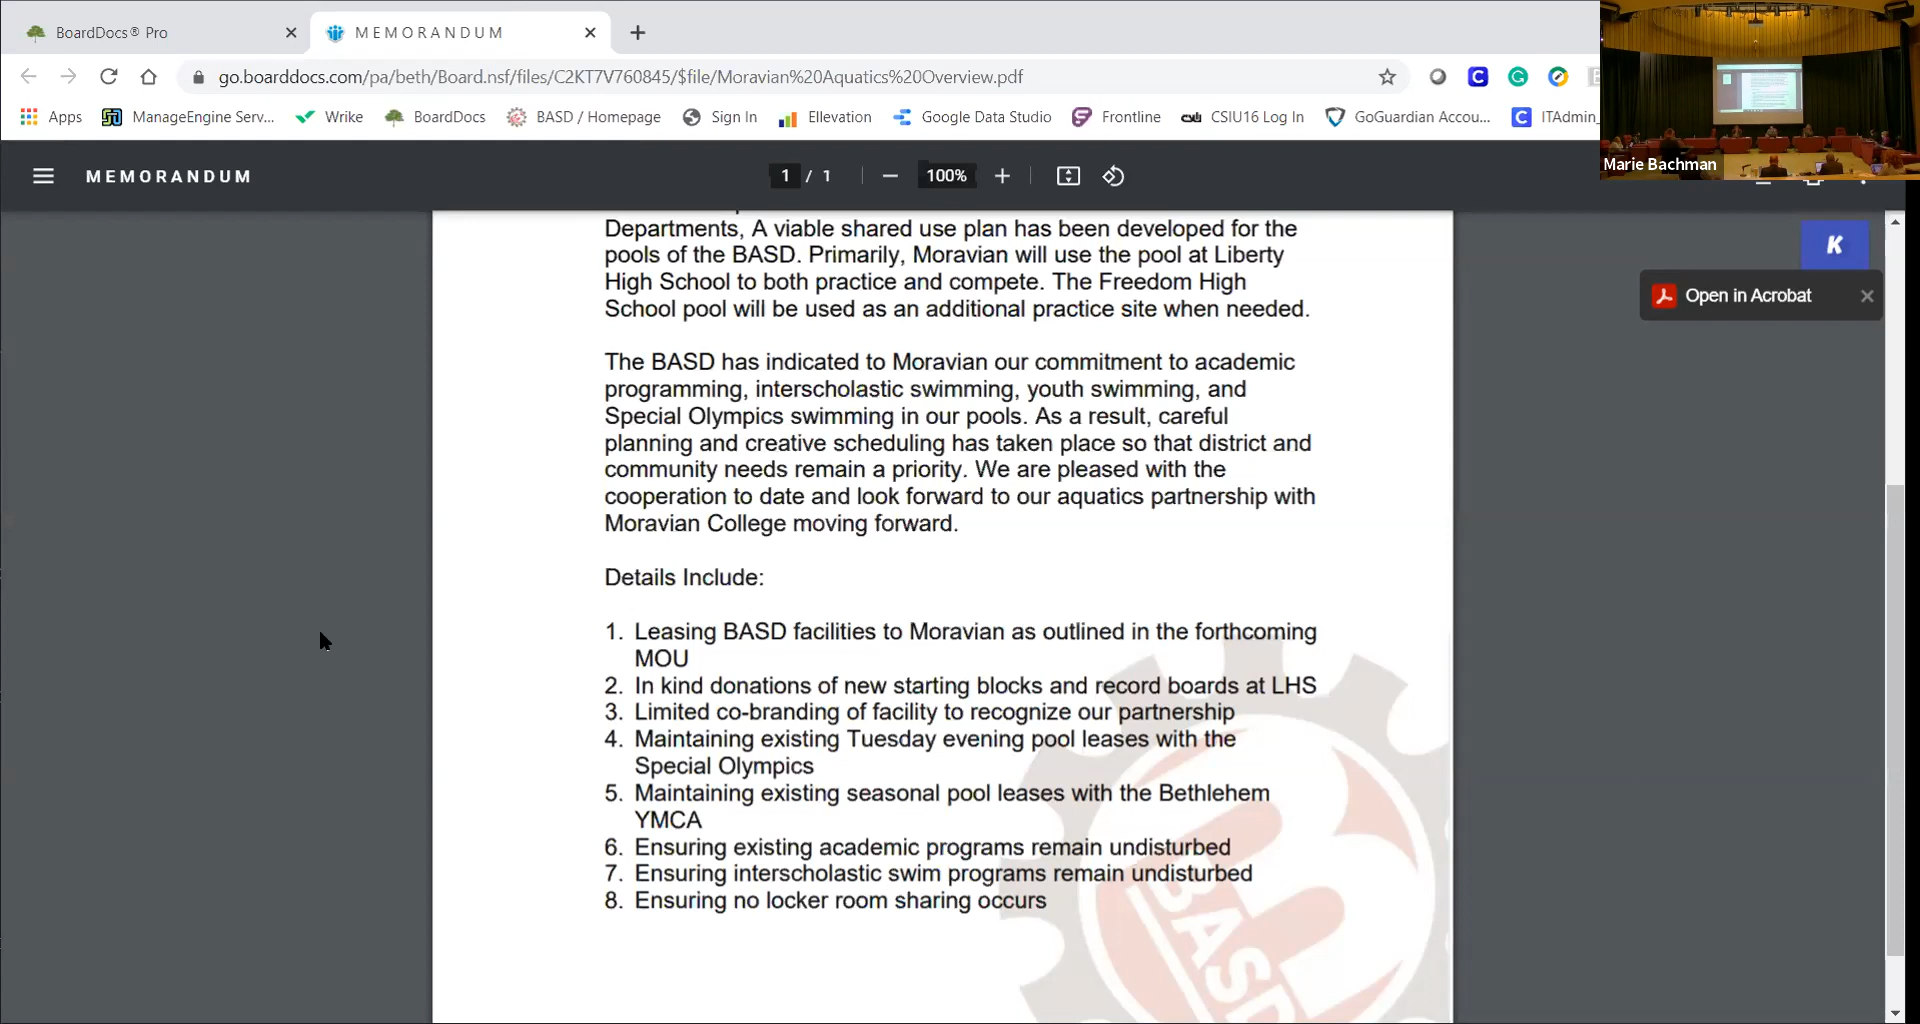 BoardDocs® Pro
MEMORANDUM
go.boarddocs.com/pa/beth/Board.nsf/files/C2KT7V760845/$file/Moravian%20Aquatics%20Overview.pdf
Apps
ManageEngine Serv...
Wrike
BoardDocs
BASD / Homepage
Sign In
Ellevation
Google Data Studio
Frontline
CSIU16 Log In
GoGuardian Accou...
ITAdmin
Marie Bachman
MEMORANDUM
1 / 1
100%
K
Open in Acrobat
Departments, A viable shared use plan has been developed for the
pools of the BASD. Primarily, Moravian will use the pool at Liberty
High School to both practice and compete. The Freedom High
School pool will be used as an additional practice site when needed.
The BASD has indicated to Moravian our commitment to academic
programming, interscholastic swimming, youth swimming, and
Special Olympics swimming in our pools. As a result, careful
planning and creative scheduling has taken place so that district and
community needs remain a priority. We are pleased with the
cooperation to date and look forward to our aquatics partnership with
Moravian College moving forward.
Details Include:
1. Leasing BASD facilities to Moravian as outlined in the forthcoming
MOU
2. In kind donations of new starting blocks and record boards at LHS
3. Limited co-branding of facility to recognize our partnership
4. Maintaining existing Tuesday evening pool leases with the
Special Olympics
5. Maintaining existing seasonal pool leases with the Bethlehem
YMCA
6. Ensuring existing academic programs remain undisturbed
7. Ensuring interscholastic swim programs remain undisturbed
8. Ensuring no locker room sharing occurs
BASD